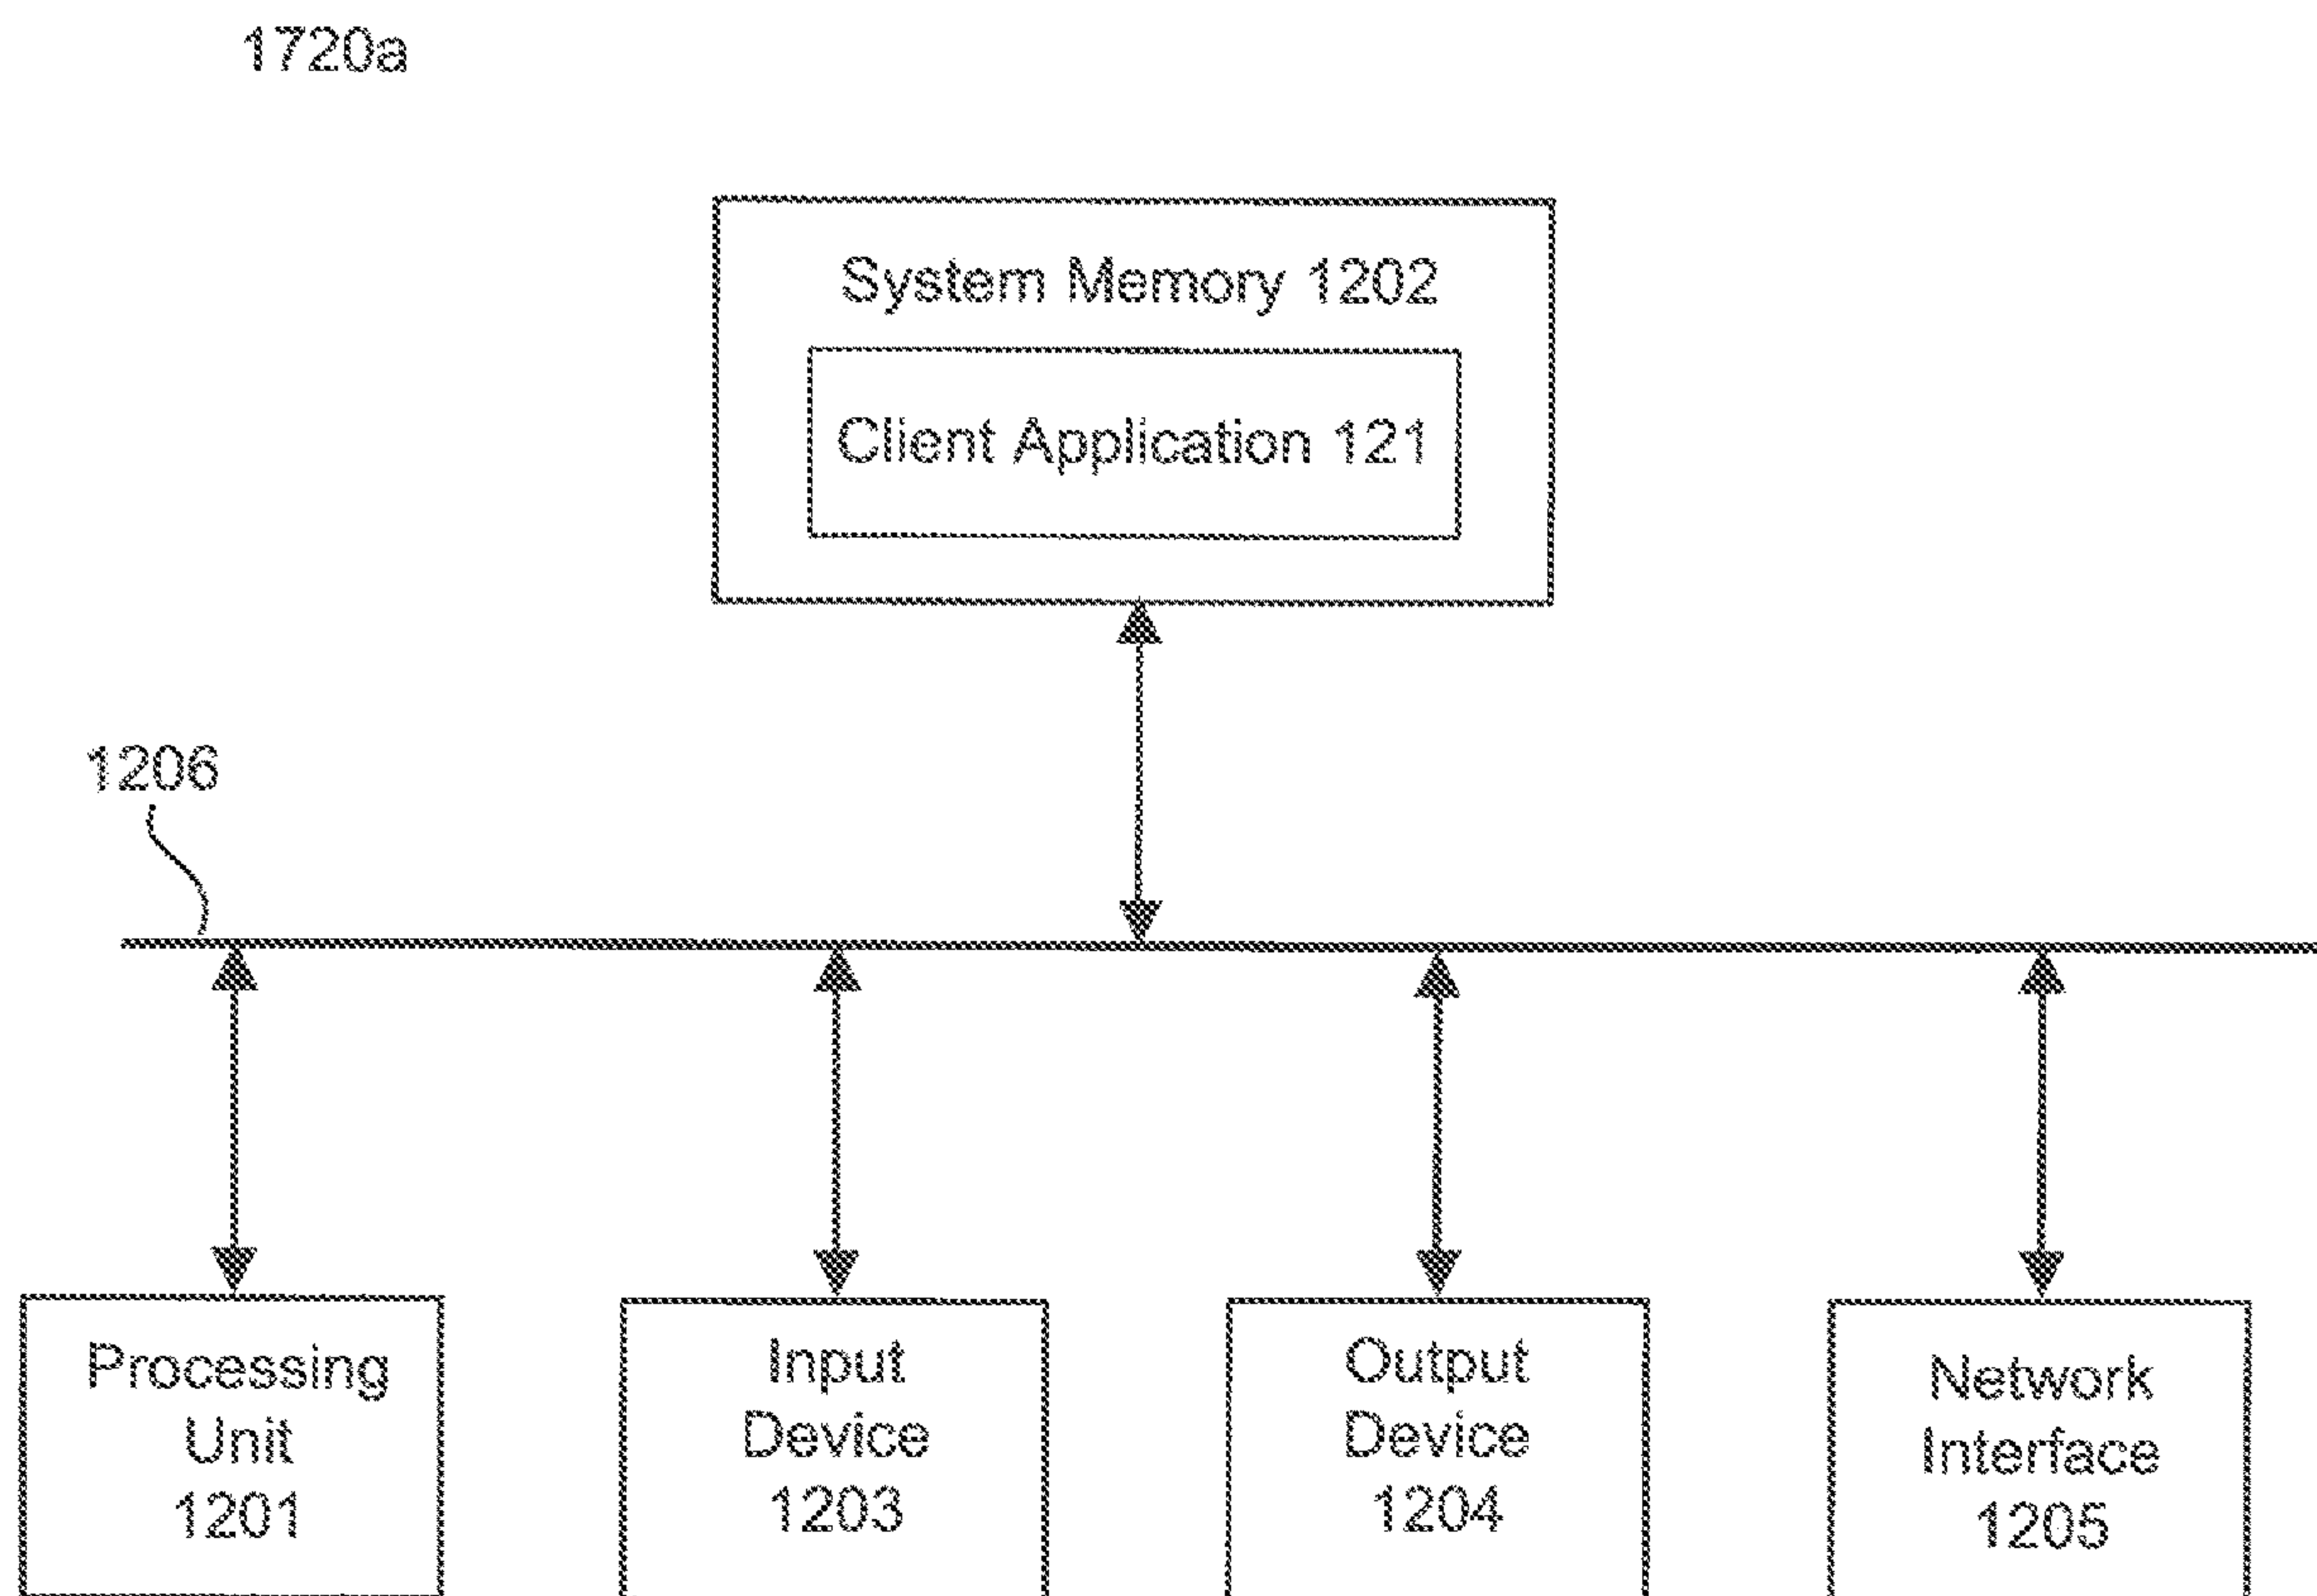 1720a
System Memory 1202
Client Application 121
1206
Processing
Unit
1201
Input
Device
1203
Output
Device
1204
Network
Interface
1205